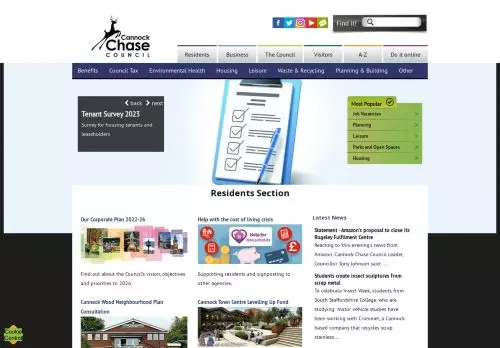 Cannock
Chase
COUNCIL
Find it!
Residents Business The Council Visitors A-Z Do it online
Benefits Council Tax Environmental Health Housing Leisure Waste & Recycling Planning & Building Other
back next
Tenant Survey 2023
Survey for housing tenants and
leaseholders
Most Popular
Job Vacancies
Planning
Leisure
Parks and Open Spaces
Housing
Residents Section
Our Corporate Plan 2022-26
Find out about the Council's vision, objectives
and priorities to 2026.
Help with the cost of living crisis
Help for
Households
Supporting residents and signposting to
other agencies.
Latest News
Statement - Amazon's proposal to close its
Rugeley Fulfilment Centre
Reacting to this evening's news from
Amazon, Cannock Chase Council Leader,
Councillor Tony Johnson said: ...
Students create insect sculptures from
scrap metal
To celebrate Insect Week, students from
South Staffordshire College, who are
studying motor vehicle studies have
been working with Cronimet, a Cannock
based company that recycles scrap stainless
...
Cannock Wood Neighbourhood Plan
Consultation
Cannock Town Centre Levelling Up Fund
Cookie
Control